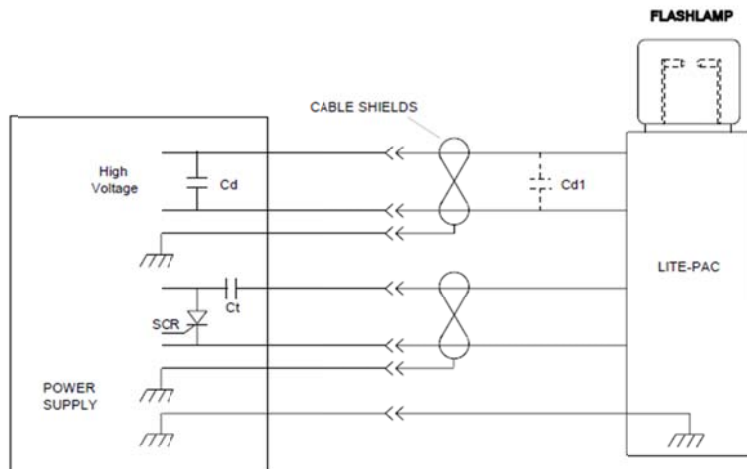 FLASHLAMP
CABLE SHIELDS
High
Voltage
Cd
Cd1
LITE-PAC
Ct
SCR
POWER
SUPPLY